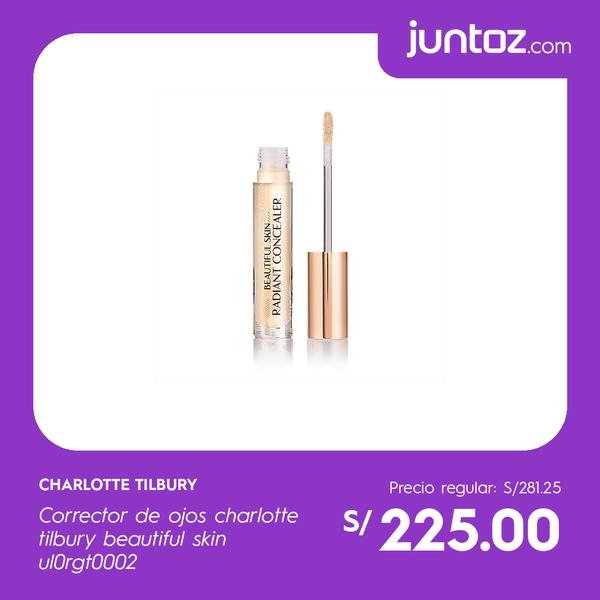 juntoz.com
BEAUTIFUL SKIN
RADIANT CONCEALER
CHARLOTTE TILBURY
Corrector de ojos charlotte
tilbury beautiful skin
ul0rgt0002
Precio regular: S/281.25
S/ 225.00